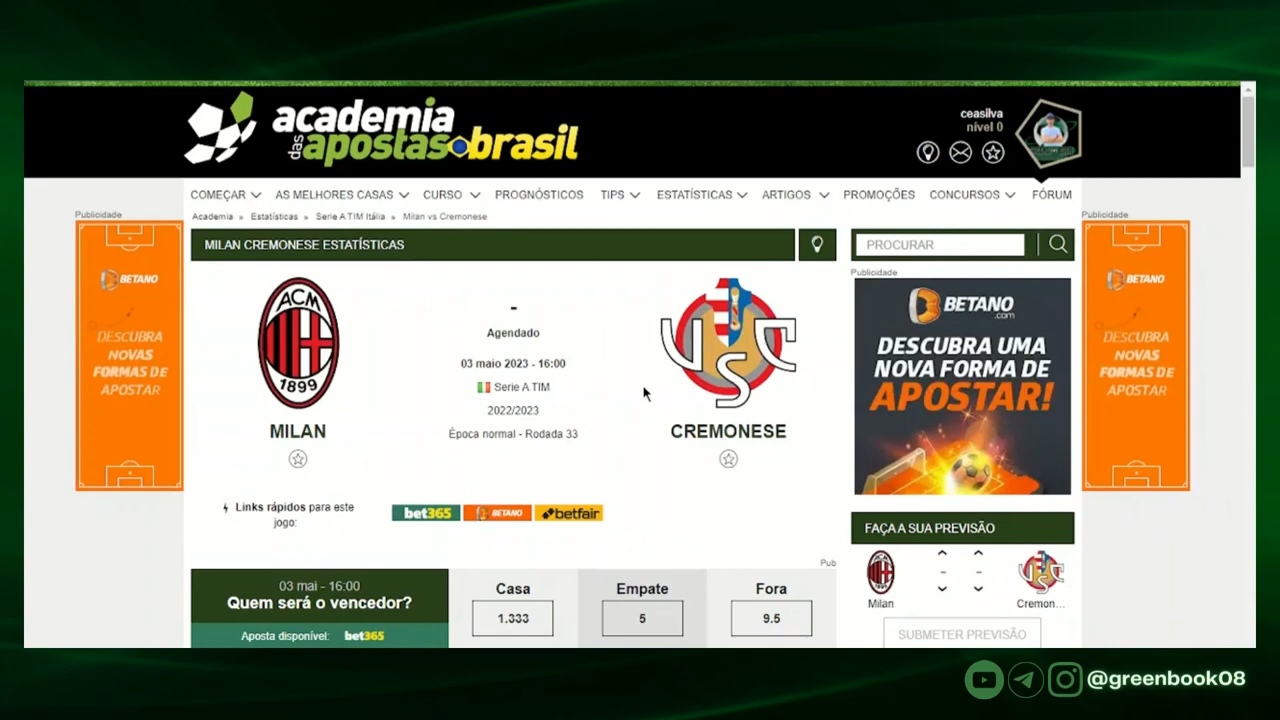 academia
das apostas brasil
ceasilva
nível 0
COMEÇAR AS MELHORES CASAS CURSO PROGNÓSTICOS TIPS ESTATÍSTICAS ARTIGOS PROMOÇÕES CONCURSOS FÓRUM
Academia » Estatísticas » Serie A TIM Itália » Milan vs Cremonese
Publicidade
BETANO
DESCUBRA
NOVAS
FORMAS DE
APOSTAR
MILAN CREMONESE ESTATÍSTICAS
ACM
1899
MILAN
-
Agendado
03 maio 2023 - 16:00
Serie A TIM
2022/2023
Época normal - Rodada 33
USC
CREMONESE
Links rápidos para este
jogo:
bet365 BETANO betfair
Pub
03 mai - 16:00
Quem será o vencedor?
Aposta disponível: bet365
Casa Empate Fora
1.333 5 9.5
PROCURAR
Publicidade
BETANO
.com
DESCUBRA UMA
NOVA FORMA DE
APOSTAR!
FAÇA A SUA PREVISÃO
- -
Milan Cremon...
SUBMETER PREVISÃO
Publicidade
BETANO
DESCUBRA
NOVAS
FORMAS DE
APOSTAR
@greenbook08